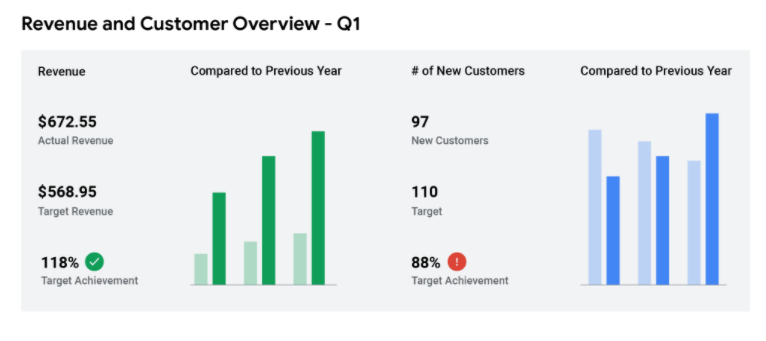 Revenue and Customer Overview - Q1
Revenue
Compared to Previous Year
$672.55
Actual Revenue
$568.95
Target Revenue
118%
Target Achievement
# of New Customers
Compared to Previous Year
97
New Customers
110
Target
88%
Target Achievement